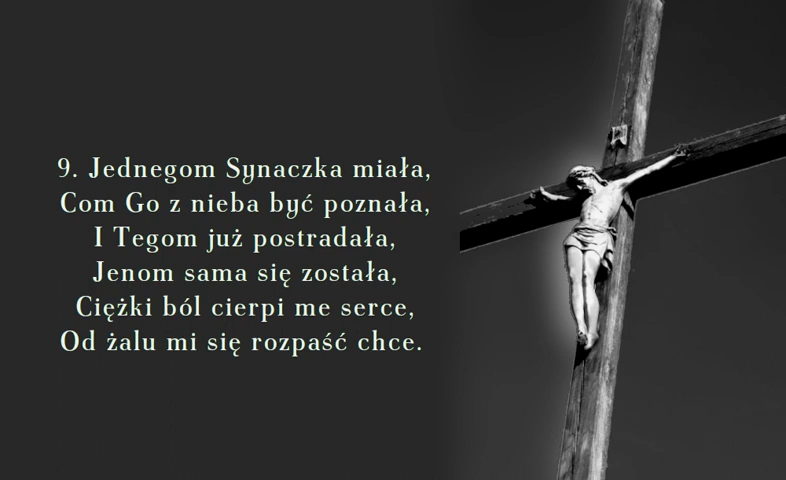 9. Jednegom Synaczka miała,
Com Go z nieba być poznała,
I Tegom już postradała,
Jenom sama się została,
Ciężki ból cierpi me serce,
Od żalu mi się rozpaść chce.